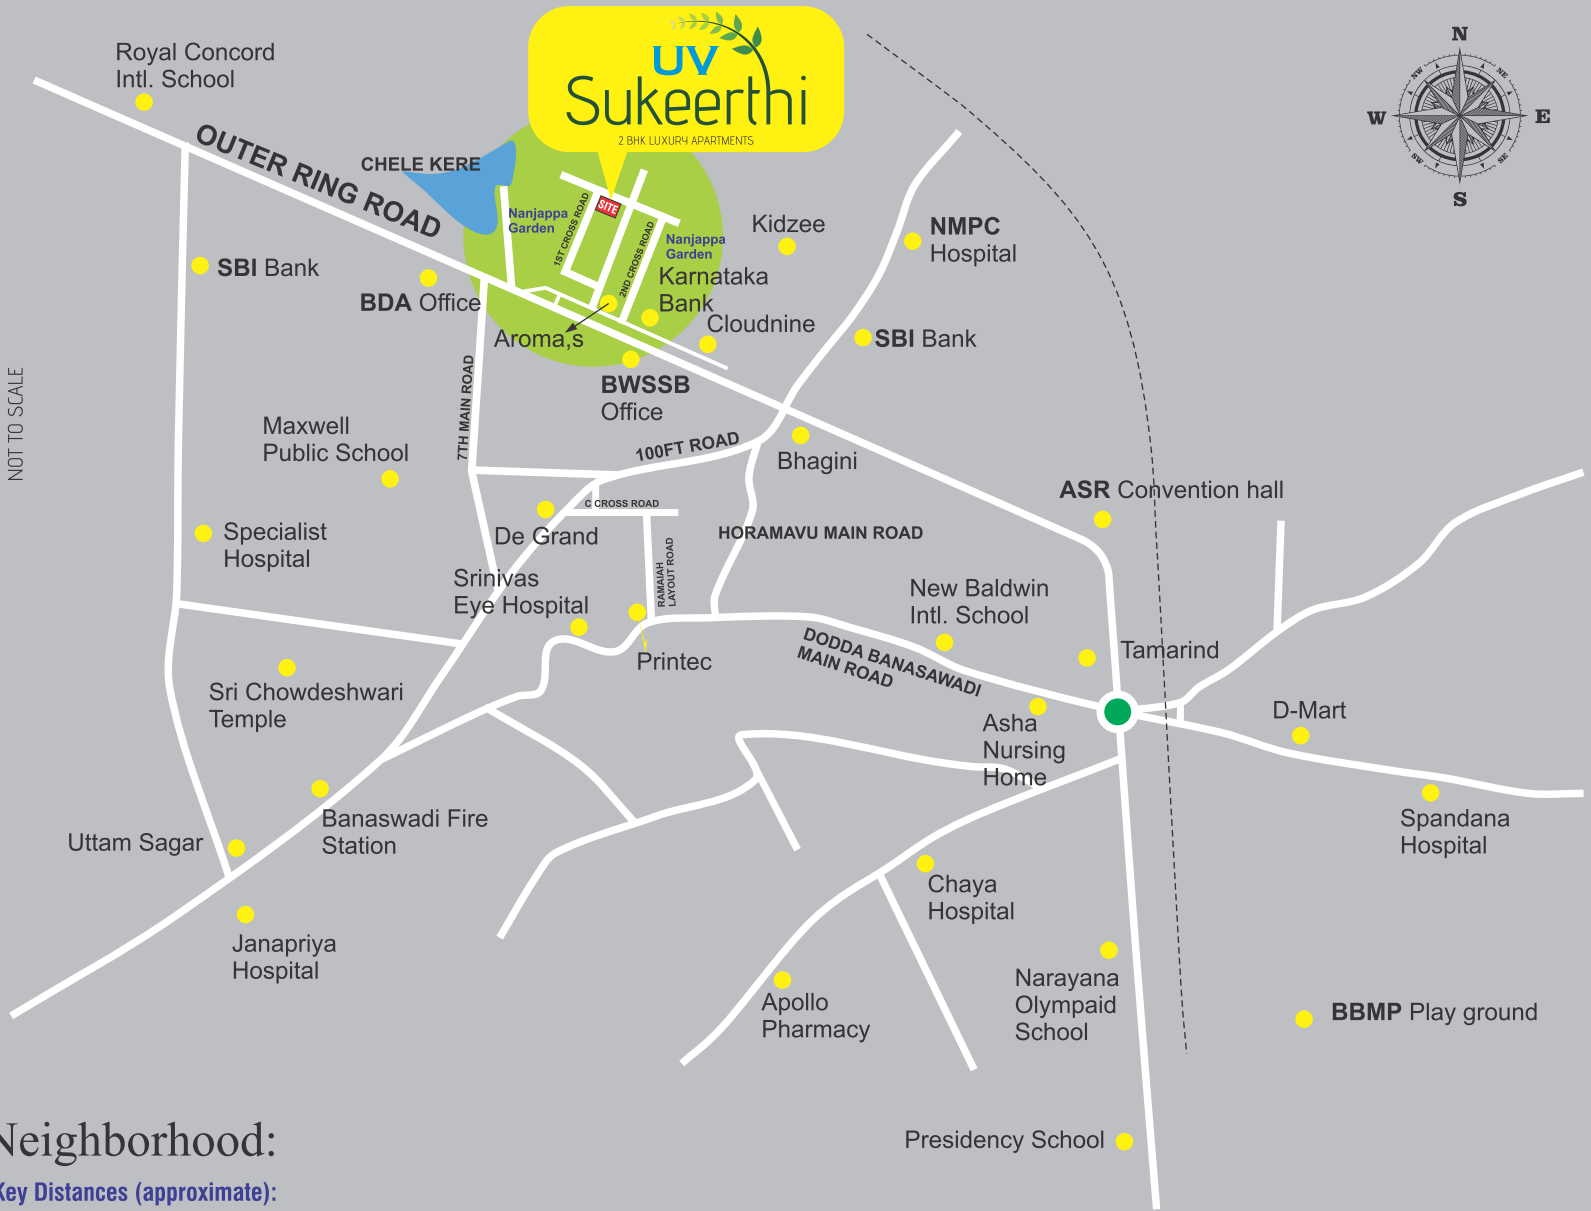 Royal Concord
Intl. School
UV
Sukeerthi
2 BHK LUXURY APARTMENTS
N
NW
NE
W
E
SW
SE
S
OUTER RING ROAD
CHELE KERE
SITE
Nanjappa
Garden
1ST CROSS ROAD
2ND CROSS ROAD
Nanjappa
Garden
Kidzee
NMPC
Hospital
SBI Bank
BDA Office
Karnataka
Bank
Cloudnine
Aroma,s
SBI Bank
BWSSB
Office
NOT TO SCALE
7TH MAIN ROAD
Maxwell
Public School
100FT ROAD
Bhagini
ASR Convention hall
C CROSS ROAD
De Grand
HORAMAVU MAIN ROAD
Specialist
Hospital
RAMAIAH
LAYOUT ROAD
Srinivas
Eye Hospital
New Baldwin
Intl. School
Printec
DODDA BANASAWADI
MAIN ROAD
Tamarind
Sri Chowdeshwari
Temple
Asha
Nursing
Home
D-Mart
Banaswadi Fire
Station
Uttam Sagar
Spandana
Hospital
Chaya
Hospital
Janapriya
Hospital
Narayana
Olympaid
School
Apollo
Pharmacy
BBMP Play ground
Presidency School
Neighborhood:
Key Distances (approximate):